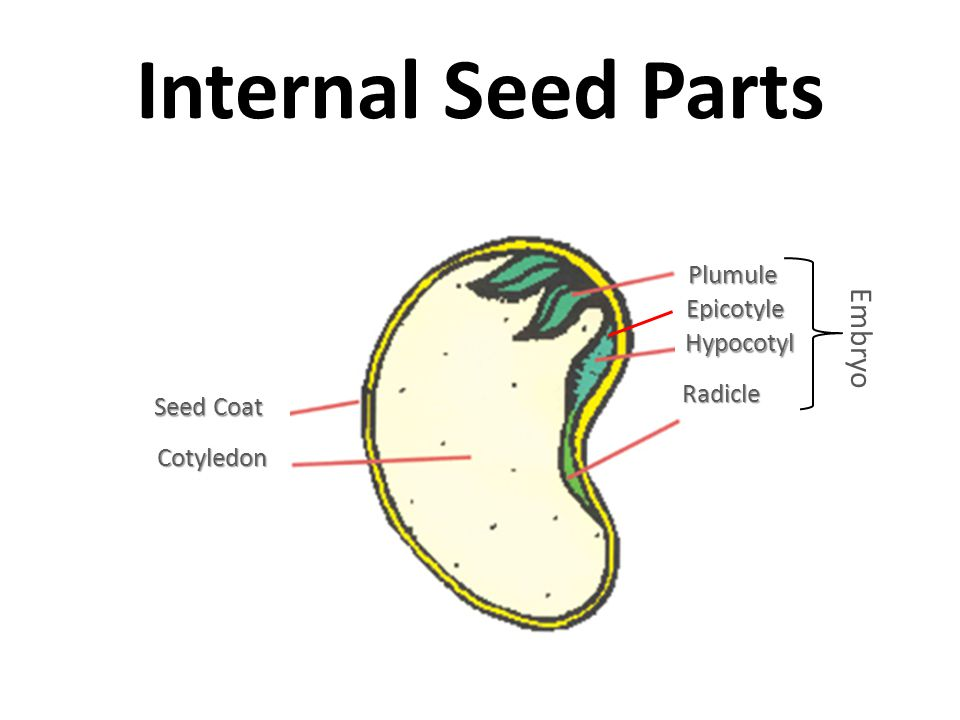 Internal Seed Parts
Plumule
Epicotyle
Hypocotyl
Radicle
Embryo
Seed Coat
Cotyledon